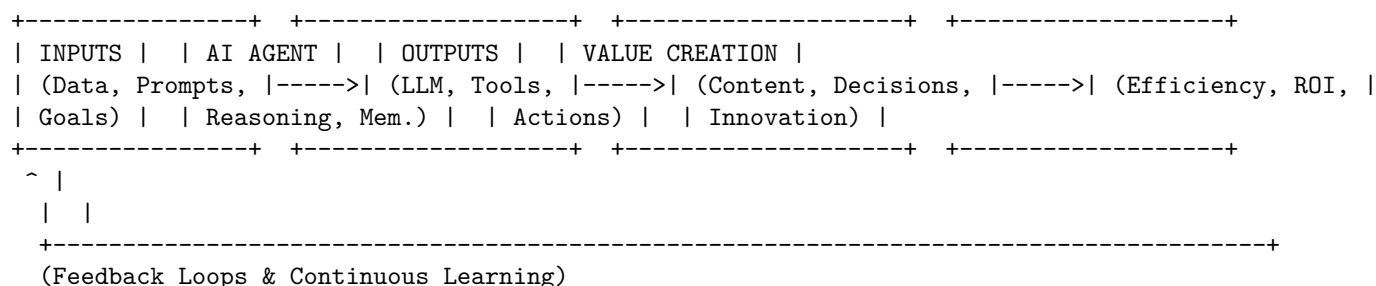 +----------------+ +-------------------+ +--------------------+ +-------------------+
| INPUTS | | AI AGENT | | OUTPUTS | | VALUE CREATION |
| (Data, Prompts, |----->| (LLM, Tools, |----->| (Content, Decisions, |----->| (Efficiency, ROI, |
| Goals) | | Reasoning, Mem.) | | Actions) | | Innovation) |
+----------------+ +-------------------+ +--------------------+ +-------------------+
^ |
| |
+---------------------------------------------------------------------------------------+
(Feedback Loops & Continuous Learning)